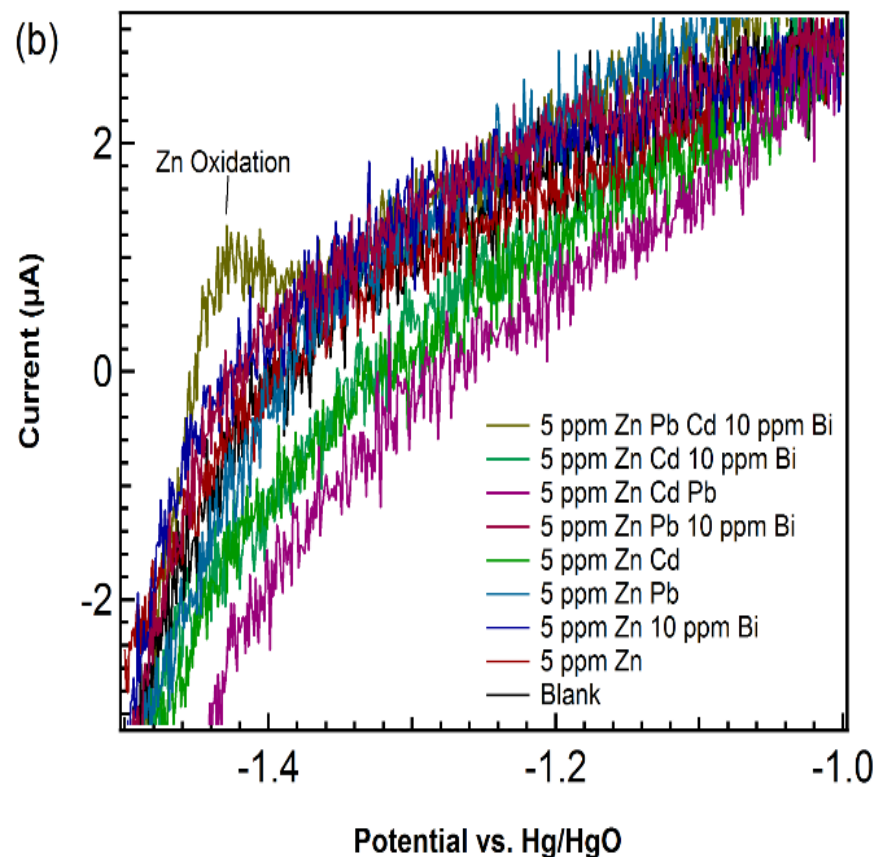 (b)
Zn Oxidation
2
0
-2
Current (µA)
5 ppm Zn Pb Cd 10 ppm Bi
5 ppm Zn Cd 10 ppm Bi
5 ppm Zn Cd Pb
5 ppm Zn Pb 10 ppm Bi
5 ppm Zn Cd
5 ppm Zn Pb
5 ppm Zn 10 ppm Bi
5 ppm Zn
Blank
-1.4 -1.2 -1.0
Potential vs. Hg/HgO